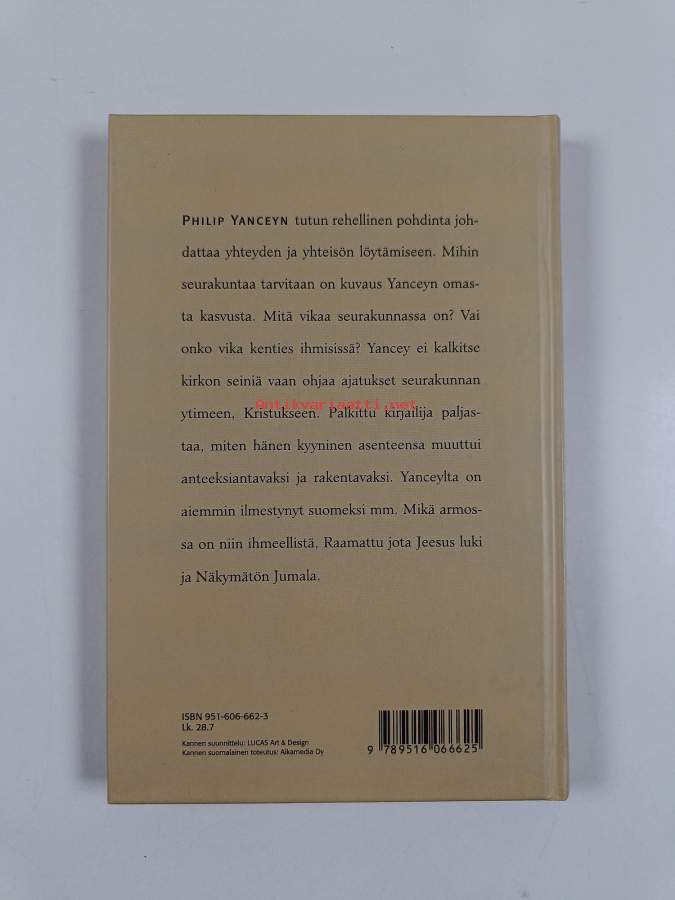 PHILIP YANCEYN tutun rehellinen pohdinta joh-
dattaa yhteyden ja yhteisön löytämiseen. Mihin
seurakuntaa tarvitaan on kuvaus Yanceyn omas-
ta kasvusta. Mitä vikaa seurakunnassa on? Vai
onko vika kenties ihmisissä? Yancey ei kalkitse
kirkon seiniä vaan ohjaa ajatukset seurakunnan
Antikvariaatti.net
ytimeen, Kristukseen. Palkittu kirjailija paljas-
taa, miten hänen kyyninen asenteensa muuttui
anteeksiantavaksi ja rakentavaksi. Yanceylta on
aiemmin ilmestynyt suomeksi mm. Mikä armos-
sa on niin ihmeellistä, Raamattu jota Jeesus luki
ja Näkymätön Jumala.
ISBN 951-606-662-3
Lk. 28.7
Kannen suunnittelu: LUCAS Art & Design
Kannen suomalainen toteutus: Aikamedia Oy
9 789516 066625